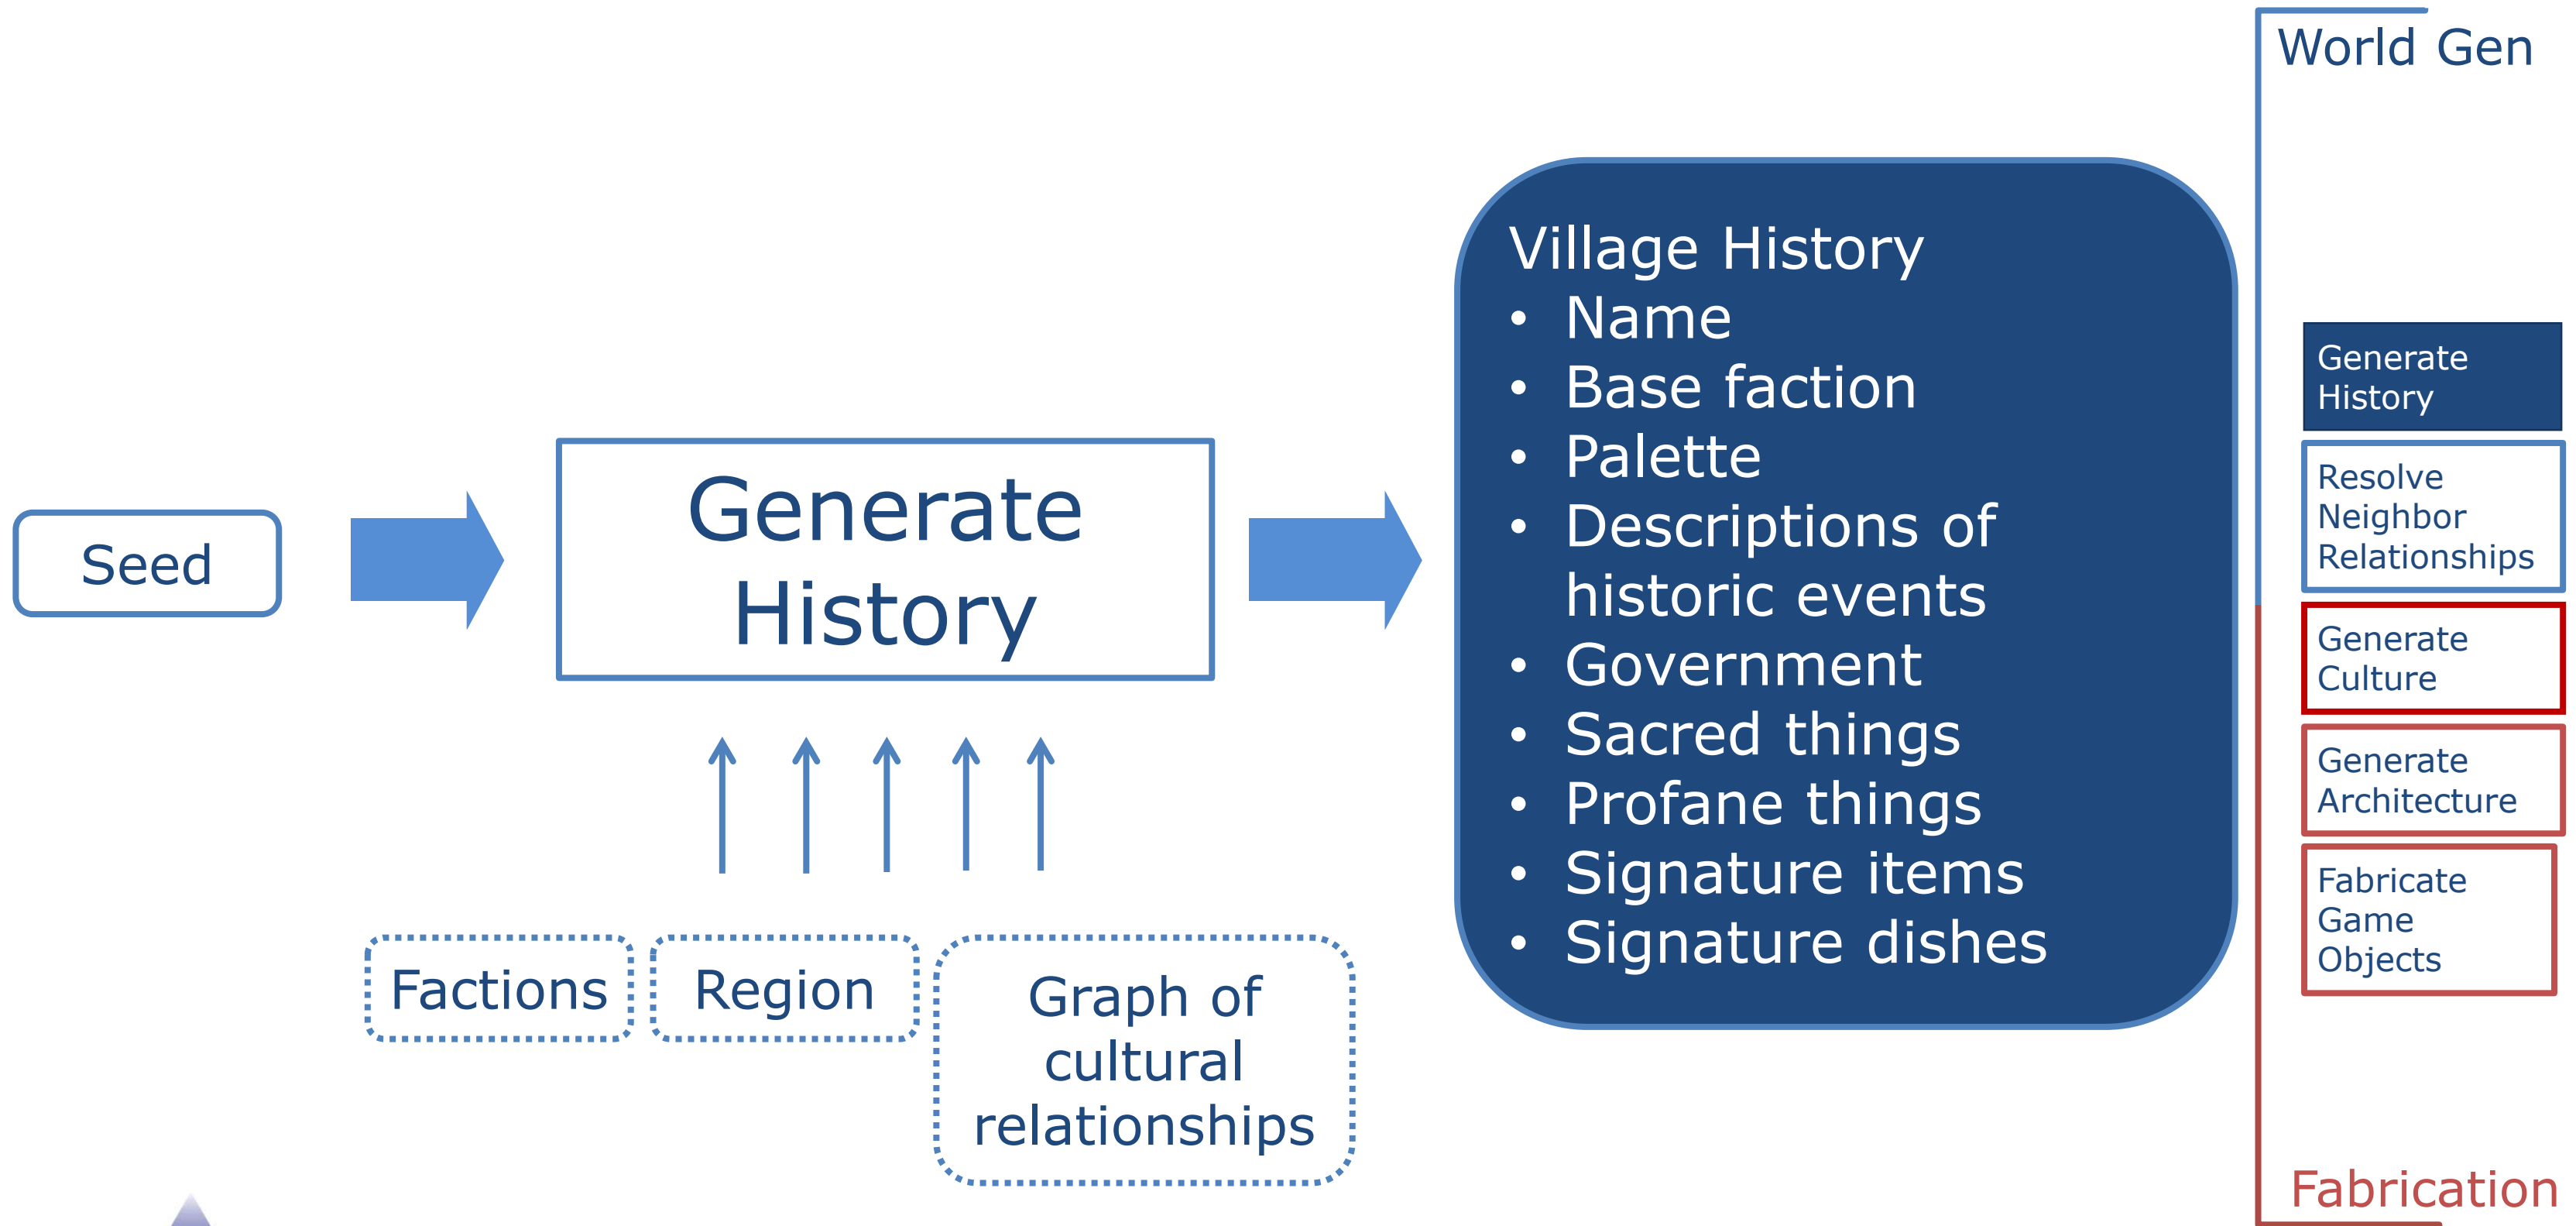 World Gen
Seed
Generate
History
Factions
Region
Graph of
cultural
relationships
Village History
• Name
• Base faction
• Palette
• Descriptions of
historic events
• Government
• Sacred things
• Profane things
• Signature items
• Signature dishes
Generate
History
Resolve
Neighbor
Relationships
Generate
Culture
Generate
Architecture
Fabricate
Game
Objects
Fabrication